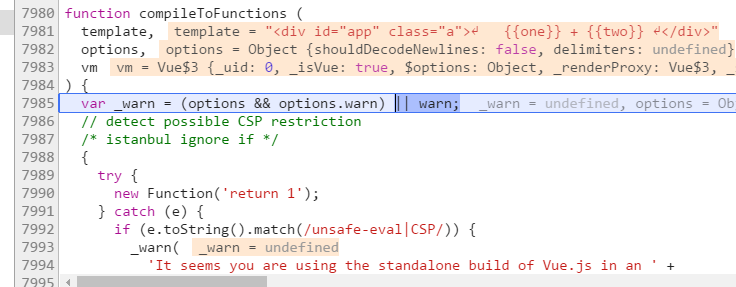 7980 function compileToFunctions (
7981 template, template = "<div id="app" class="a">↵ {{one}} + {{two}} ↵</div>"
7982 options, options = Object {shouldDecodeNewlines: false, delimiters: undefined}
7983 vm vm = Vue$3 {_uid: 0, _isVue: true, $options: Object, _renderProxy: Vue$3, _
7984 ) {
7985 var _warn = (options && options.warn) || warn; _warn = undefined, options = Ob
7986 // detect possible CSP restriction
7987 /* istanbul ignore if */
7988 {
7989 try {
7990 new Function('return 1');
7991 } catch (e) {
7992 if (e.toString().match(/unsafe-eval|CSP/)) {
7993 _warn( _warn = undefined
7994 'It seems you are using the standalone build of Vue.js in an ' +
7995